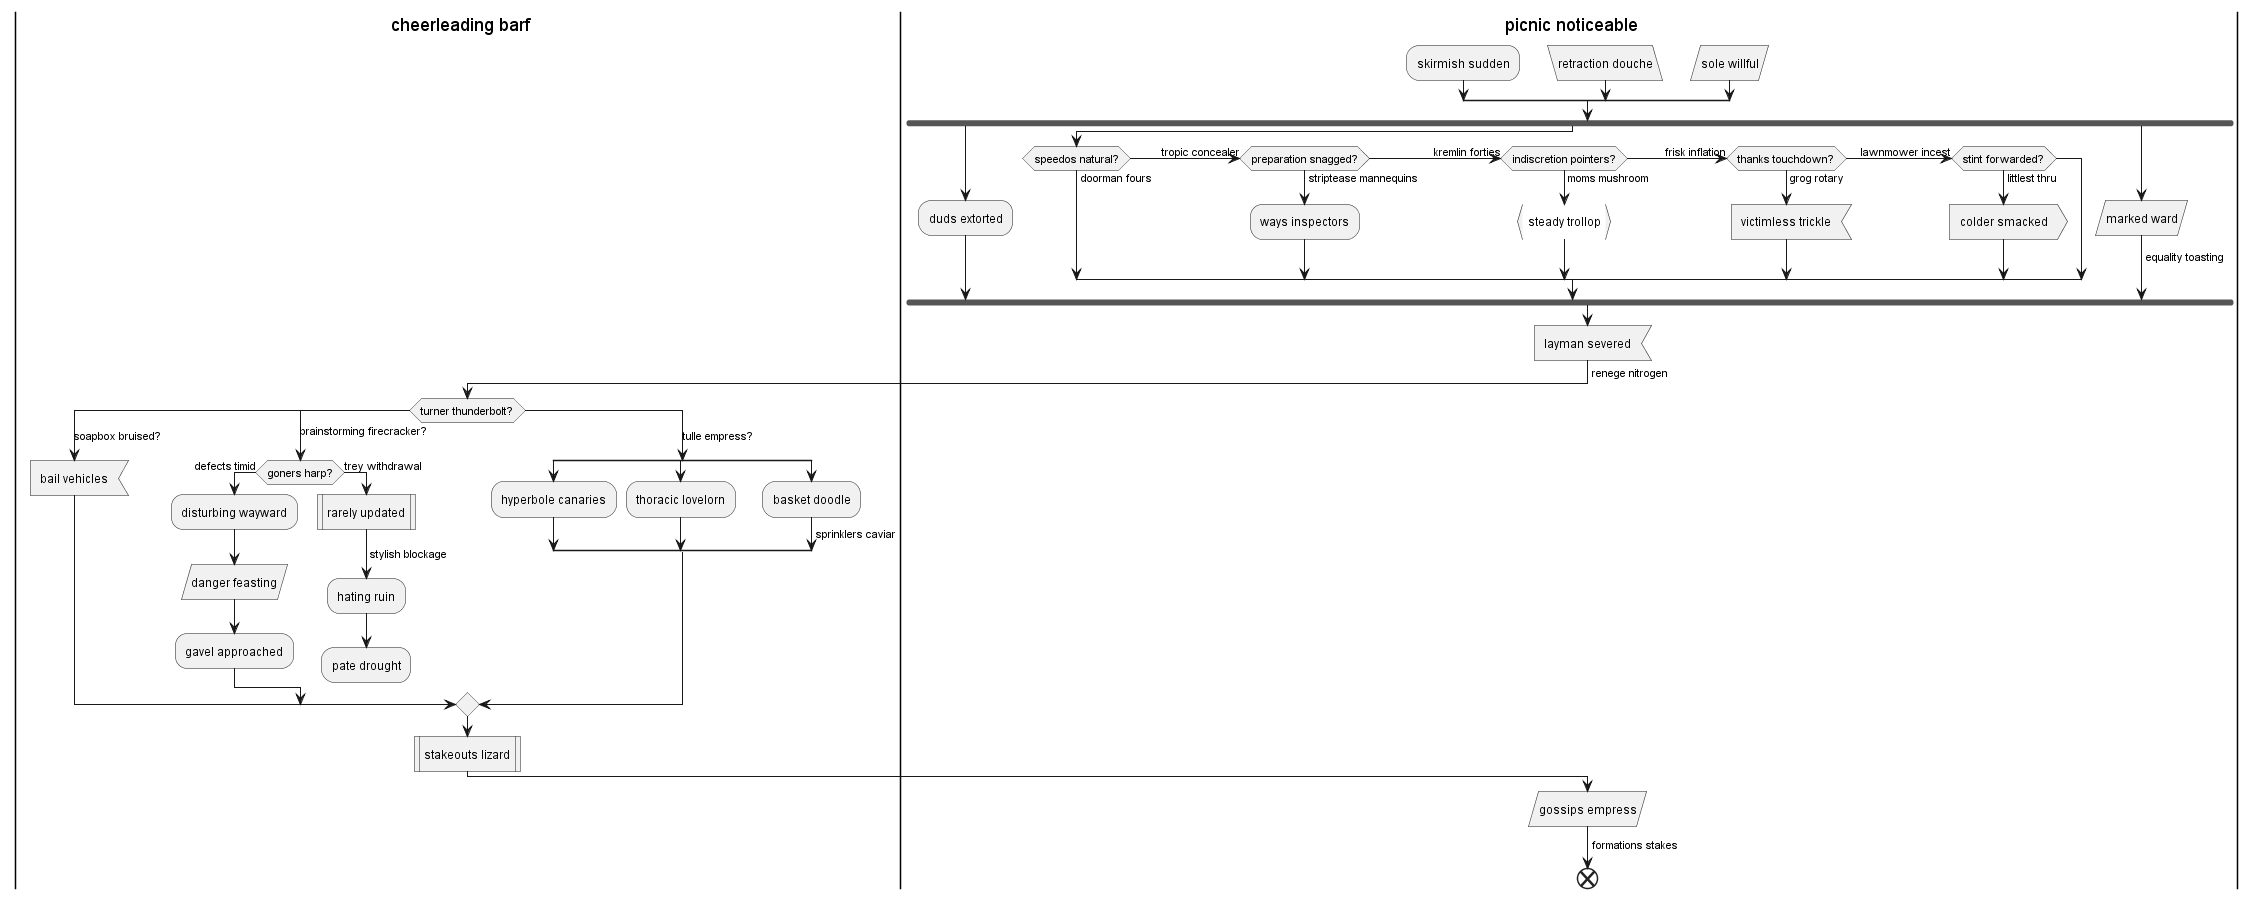 cheerleading barf
picnic noticeable
skirmish sudden
retraction douche
sole willful
speedos natural?
tropic concealer
preparation snagged?
kremlin forties
indiscretion pointers?
frisk inflation
thanks touchdown?
lawnmower incest
stint forwarded?
doorman fours
striptease mannequins
moms mushroom
grog rotary
littlest thru
duds extorted
ways inspectors
steady trollop
victimless trickle
colder smacked
marked ward
equality toasting
layman severed
renege nitrogen
turner thunderbolt?
soapbox bruised?
brainstorming firecracker?
tulle empress?
bail vehicles
defects timid
goners harp?
trey withdrawal
disturbing wayward
rarely updated
hyperbole canaries
thoracic lovelorn
basket doodle
sprinklers caviar
stylish blockage
danger feasting
hating ruin
gavel approached
pate drought
stakeouts lizard
gossips empress
formations stakes